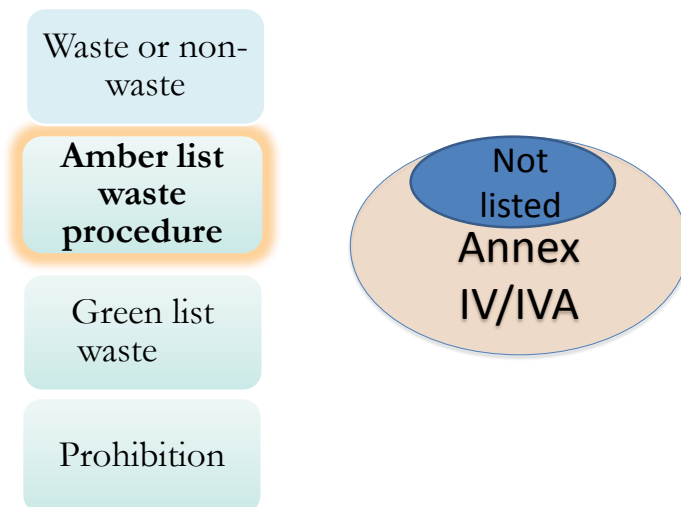 Waste or non-
waste
Amber list
waste
procedure
Green list
waste
Prohibition
Not
listed
Annex
IV/IVA